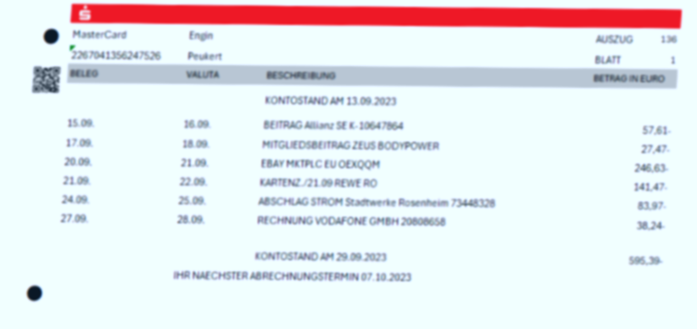 MasterCard Engin AUSZUG 136
2267041356247526 Peukert BLATT 1
BELEG VALUTA BESCHREIBUNG BETRAG IN EURO
KONTOSTAND AM 13.09.2023
15.09. 16.09. BEITRAG Allianz SE K-10647864 57,61-
17.09. 18.09. MITGLIEDSBEITRAG ZEUS BODYPOWER 27,47-
20.09. 21.09. EBAY MKTPLC EU OEXQQM 246,63-
21.09. 22.09. KARTENZ./21.09 REWE RO 141,47-
24.09. 25.09. ABSCHLAG STROM Stadtwerke Rosenheim 73448328 83,97-
27.09. 28.09. RECHNUNG VODAFONE GMBH 20808658 38,24-
KONTOSTAND AM 29.09.2023 595,39-
IHR NAECHSTER ABRECHNUNGSTERMIN 07.10.2023